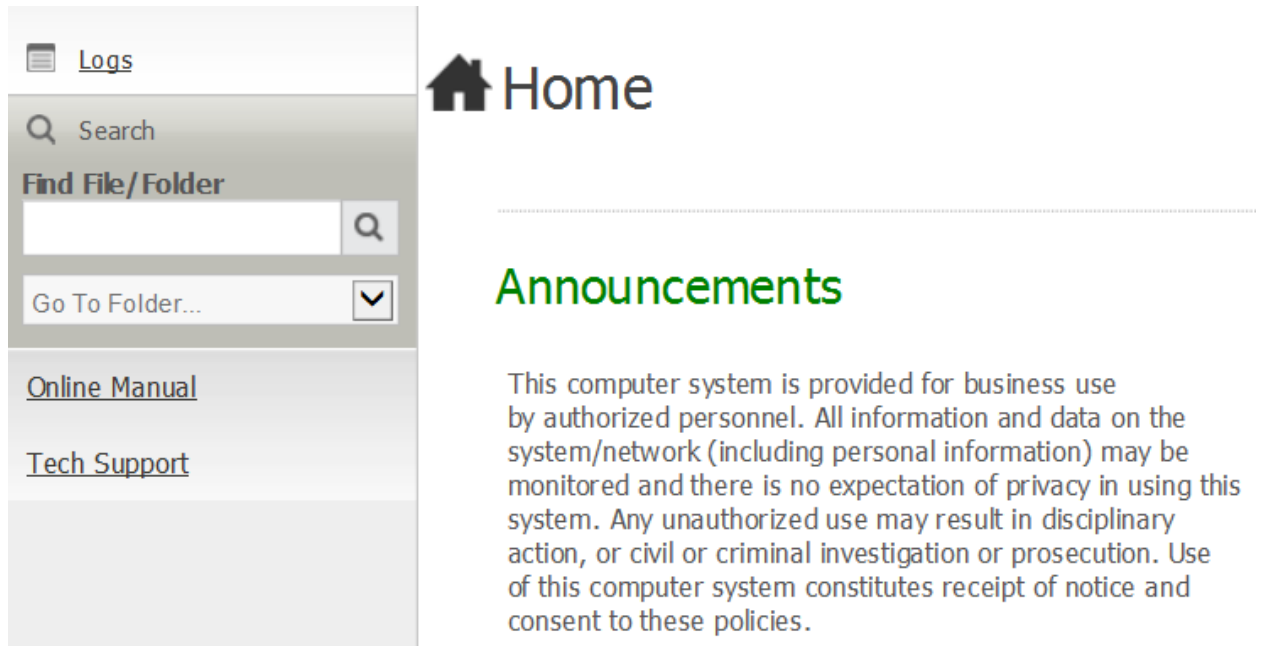 Logs
Search
Find File/Folder
Go To Folder...
Online Manual
Tech Support
Home
Announcements
This computer system is provided for business use
by authorized personnel. All information and data on the
system/network (including personal information) may be
monitored and there is no expectation of privacy in using this
system. Any unauthorized use may result in disciplinary
action, or civil or criminal investigation or prosecution. Use
of this computer system constitutes receipt of notice and
consent to these policies.